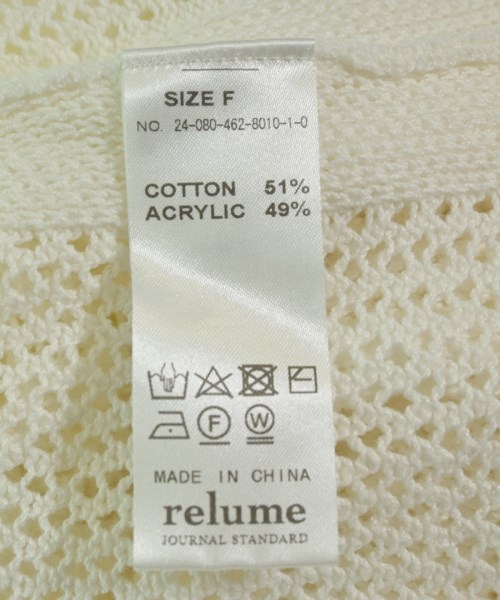 SIZE F
NO. 24-080-462-8010-1-0
COTTON 51%
ACRYLIC 49%
F W
MADE IN CHINA
relume
JOURNAL STANDARD